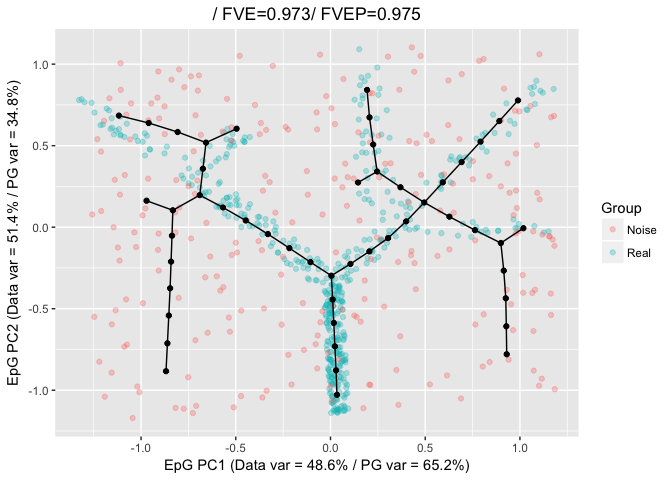 / FVE=0.973/ FVEP=0.975
EpG PC2 (Data var = 51.4% / PG var = 34.8%)
1.0
0.5
0.0
-0.5
-1.0
-1.0 -0.5 0.0 0.5 1.0
EpG PC1 (Data var = 48.6% / PG var = 65.2%)
Group
Noise
Real